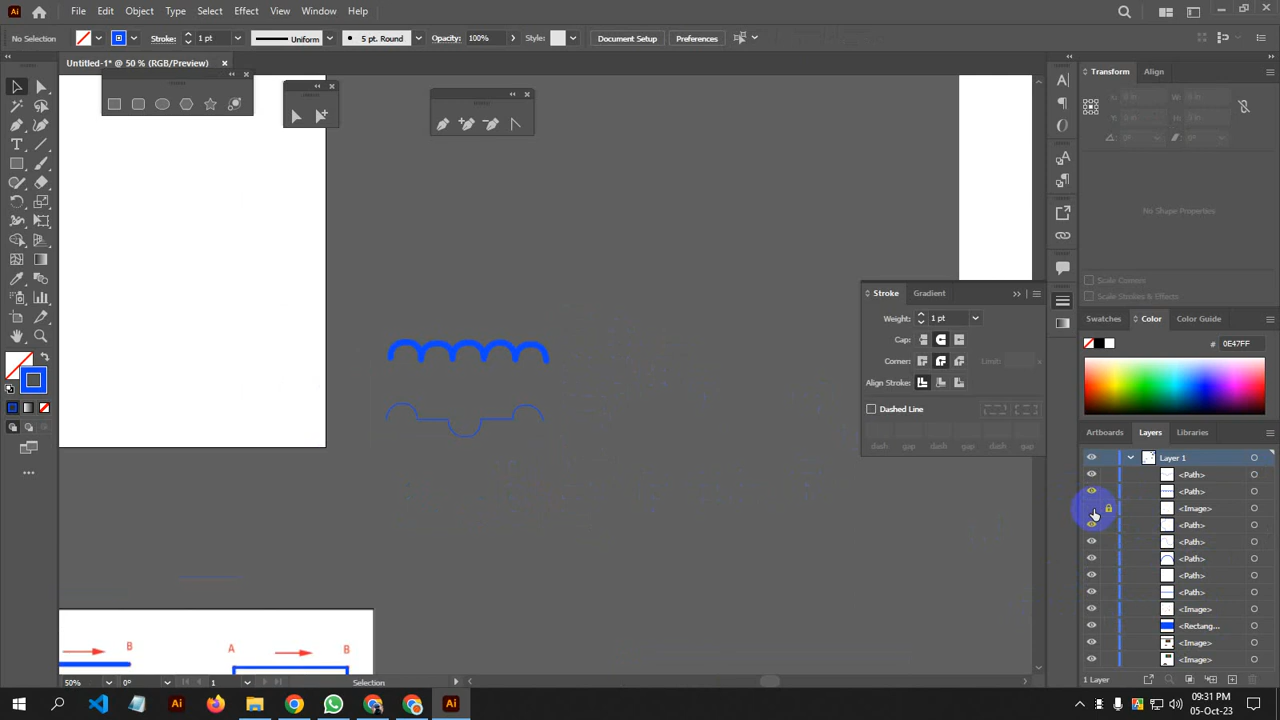 Ai File Edit Object Type Select Effect View Window Help
No Selection Stroke: 1 pt Uniform 5 pt. Round Opacity: 100% Style: Document Setup Preferences
Untitled-1* @ 50 % (RGB/Preview)
Transform Align
No Shape Properties
Scale Corners
Scale Strokes & Effects
Stroke Gradient
Weight: 1 pt
Cap:
Corner: Limit:
Align Stroke:
Dashed Line
dash gap dash gap dash gap
Swatches Color Color Guide
0E47FF
Artboards Layers Libraries
Layer 1
<Path>
<Path>
<Image>
<Path>
<Path>
<Path>
<Path>
<Path>
<Image>
<Rectang...
<Image>
<Image>
1 Layer
B A B
50% 0° 1 Selection
Ai Ai
09:31 PM
05-Oct-23